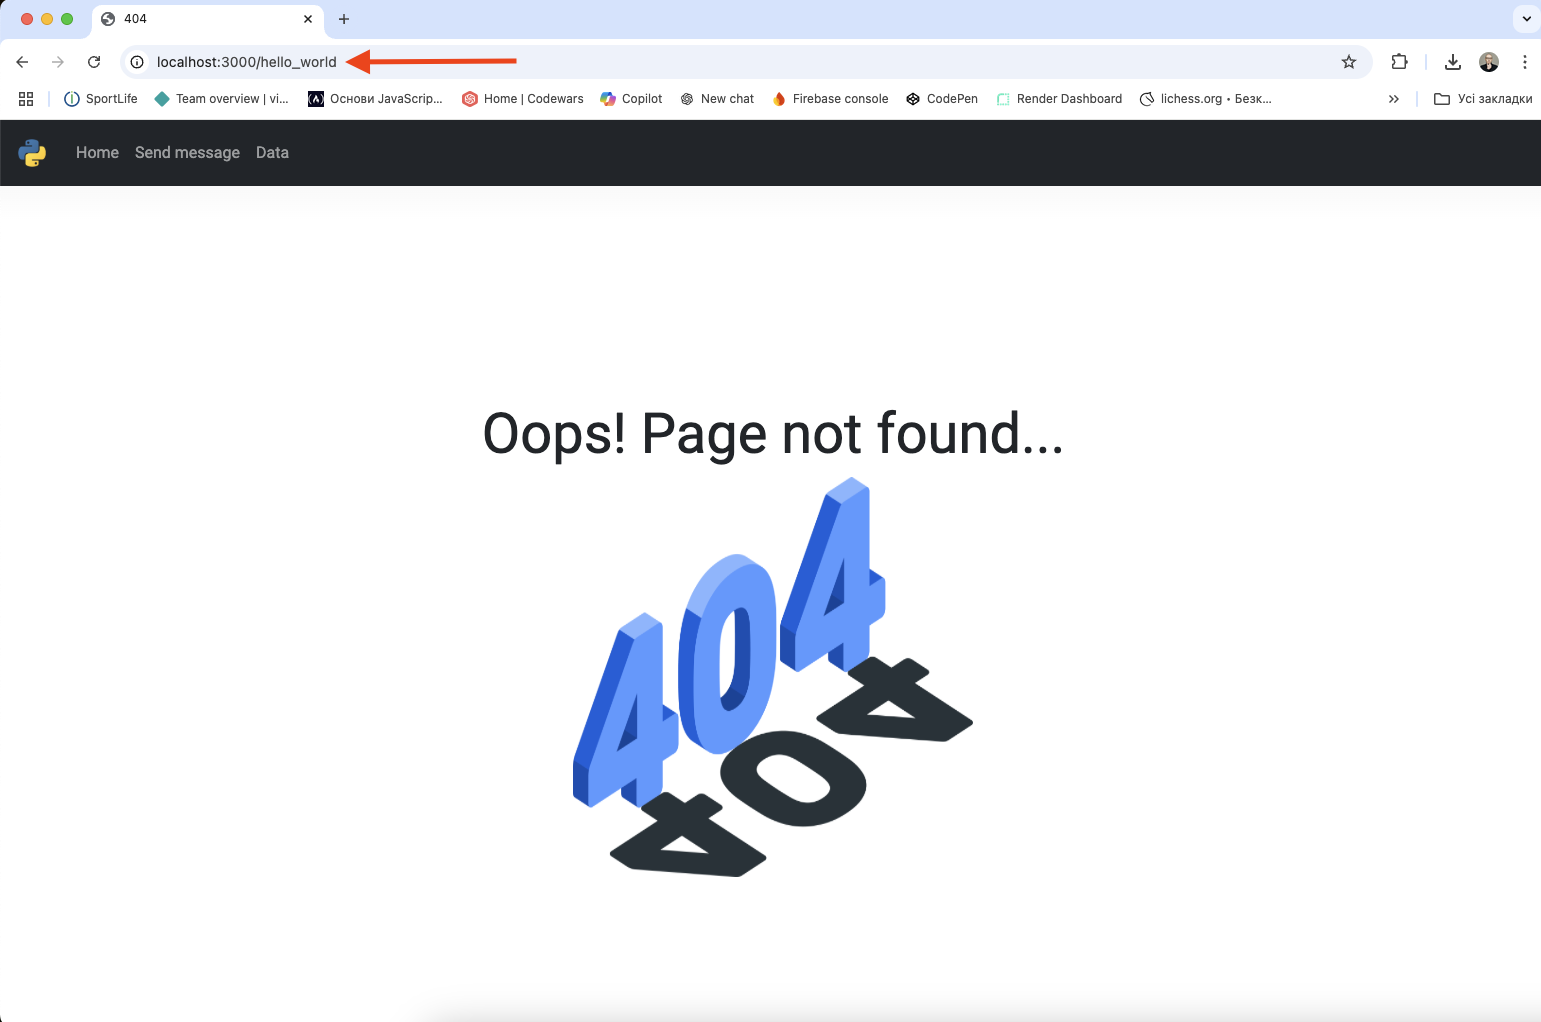 404
localhost:3000/hello_world
SportLife
Team overview | vi...
Основи JavaScrip...
Home | Codewars
Copilot
New chat
Firebase console
CodePen
Render Dashboard
lichess.org • Безк...
Усі закладки
Home
Send message
Data
Oops! Page not found...
404
404